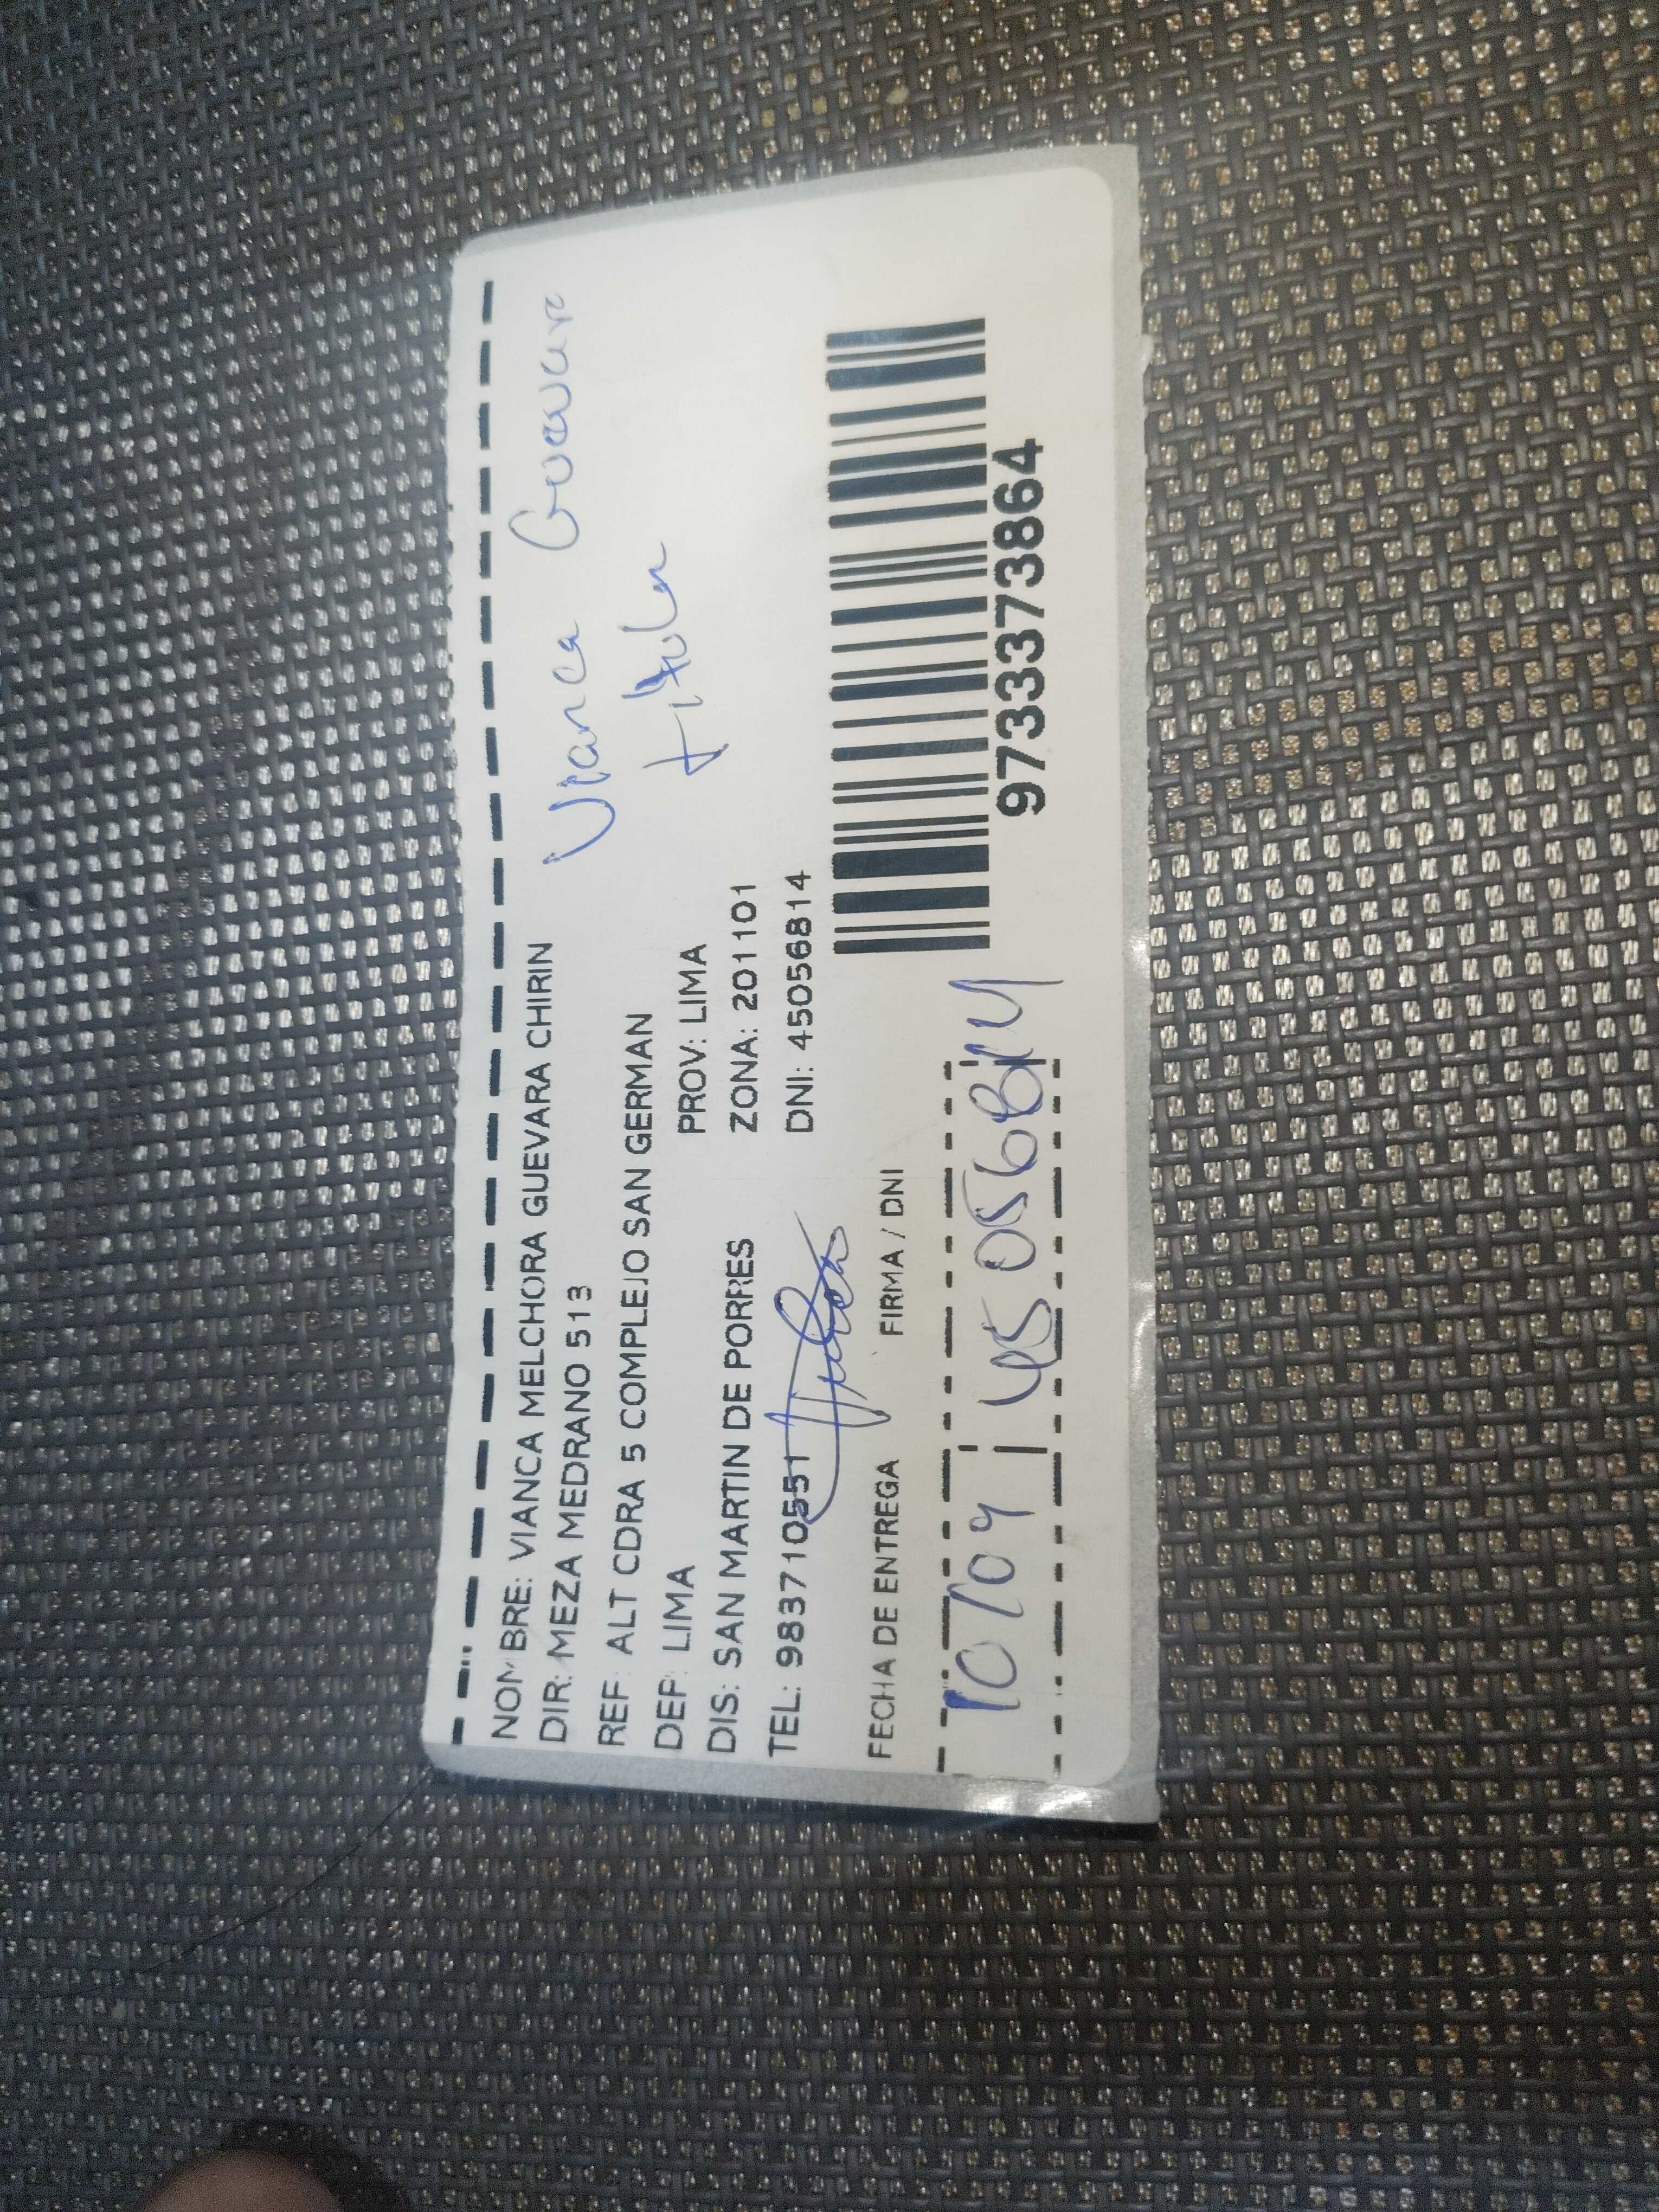 NOMBRE: VIANCA MELCHORA GUEVARA CHIRIN
DIR: MEZA MEDRANO 513
REF: ALT CDRA 5 COMPLEJO SAN GERMAN
DEP: LIMA PROV: LIMA
DIS: SAN MARTIN DE PORRES ZONA: 201101
TEL: 983710551 DNI: 45056814
Vianca
titular
FECHA DE ENTREGA FIRMA / DNI
10/09 45056814
9733373864